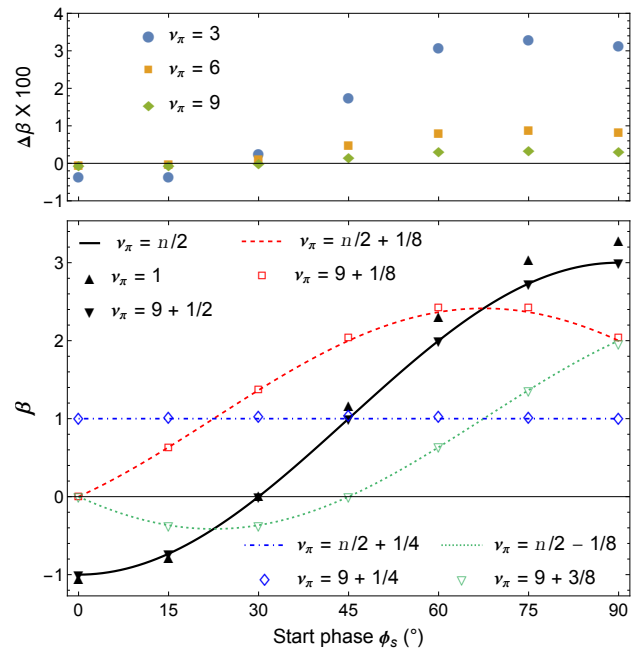 4
3
2
1
0
−1
Δβ X 100
ν_π = 3
ν_π = 6
ν_π = 9
3
2
1
0
−1
β
ν_π = n/2
ν_π = n/2 + 1/8
ν_π = 1
ν_π = 9 + 1/8
ν_π = 9 + 1/2
ν_π = n/2 + 1/4
ν_π = n/2 − 1/8
ν_π = 9 + 1/4
ν_π = 9 + 3/8
0 15 30 45 60 75 90
Start phase ϕ_s (°)